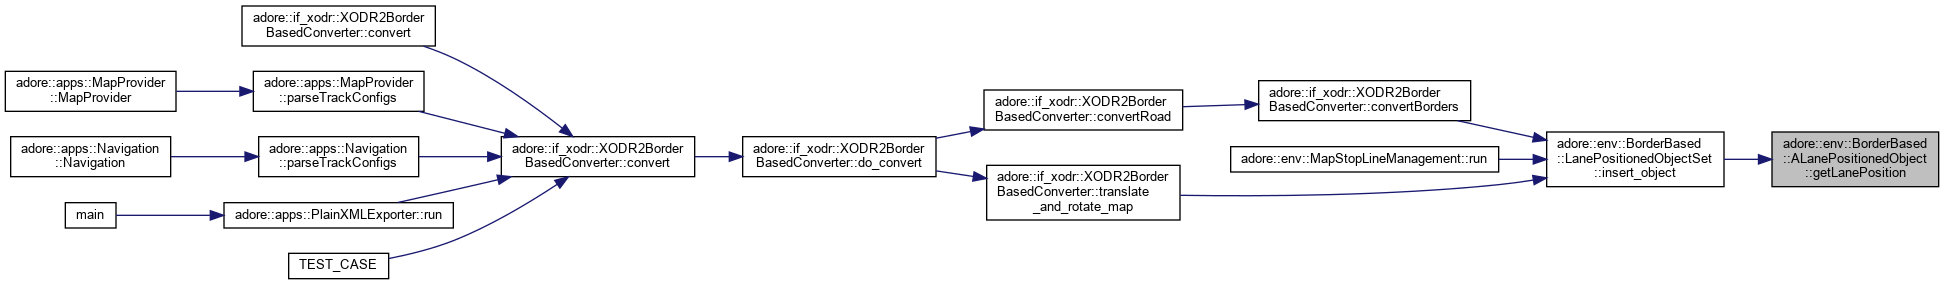 adore::if_xodr::XODR2Border
BasedConverter::convert
adore::apps::MapProvider
::MapProvider
adore::apps::MapProvider
::parseTrackConfigs
adore::apps::Navigation
::Navigation
adore::apps::Navigation
::parseTrackConfigs
main
adore::apps::PlainXMLExporter::run
TEST_CASE
adore::if_xodr::XODR2Border
BasedConverter::convert
adore::if_xodr::XODR2Border
BasedConverter::do_convert
adore::if_xodr::XODR2Border
BasedConverter::convertRoad
adore::if_xodr::XODR2Border
BasedConverter::translate
_and_rotate_map
adore::if_xodr::XODR2Border
BasedConverter::convertBorders
adore::env::MapStopLineManagement::run
adore::env::BorderBased
::LanePositionedObjectSet
::insert_object
adore::env::BorderBased
::ALanePositionedObject
::getLanePosition